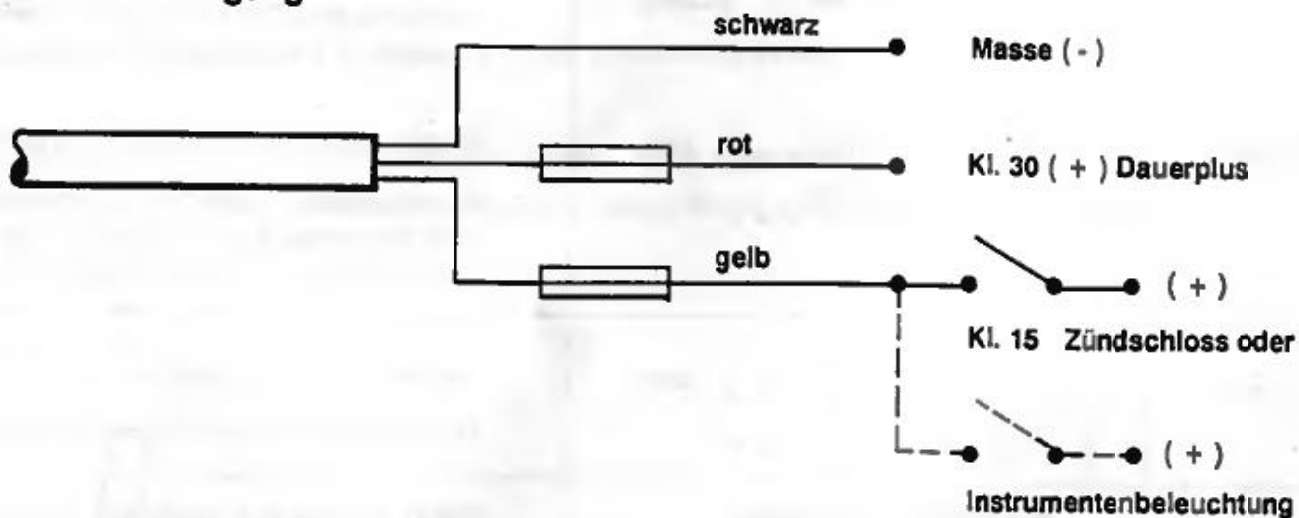 schwarz
Masse ( - )
rot
Kl. 30 ( + ) Dauerplus
gelb
( + )
Kl. 15 Zündschloss oder
( + )
Instrumentenbeleuchtung